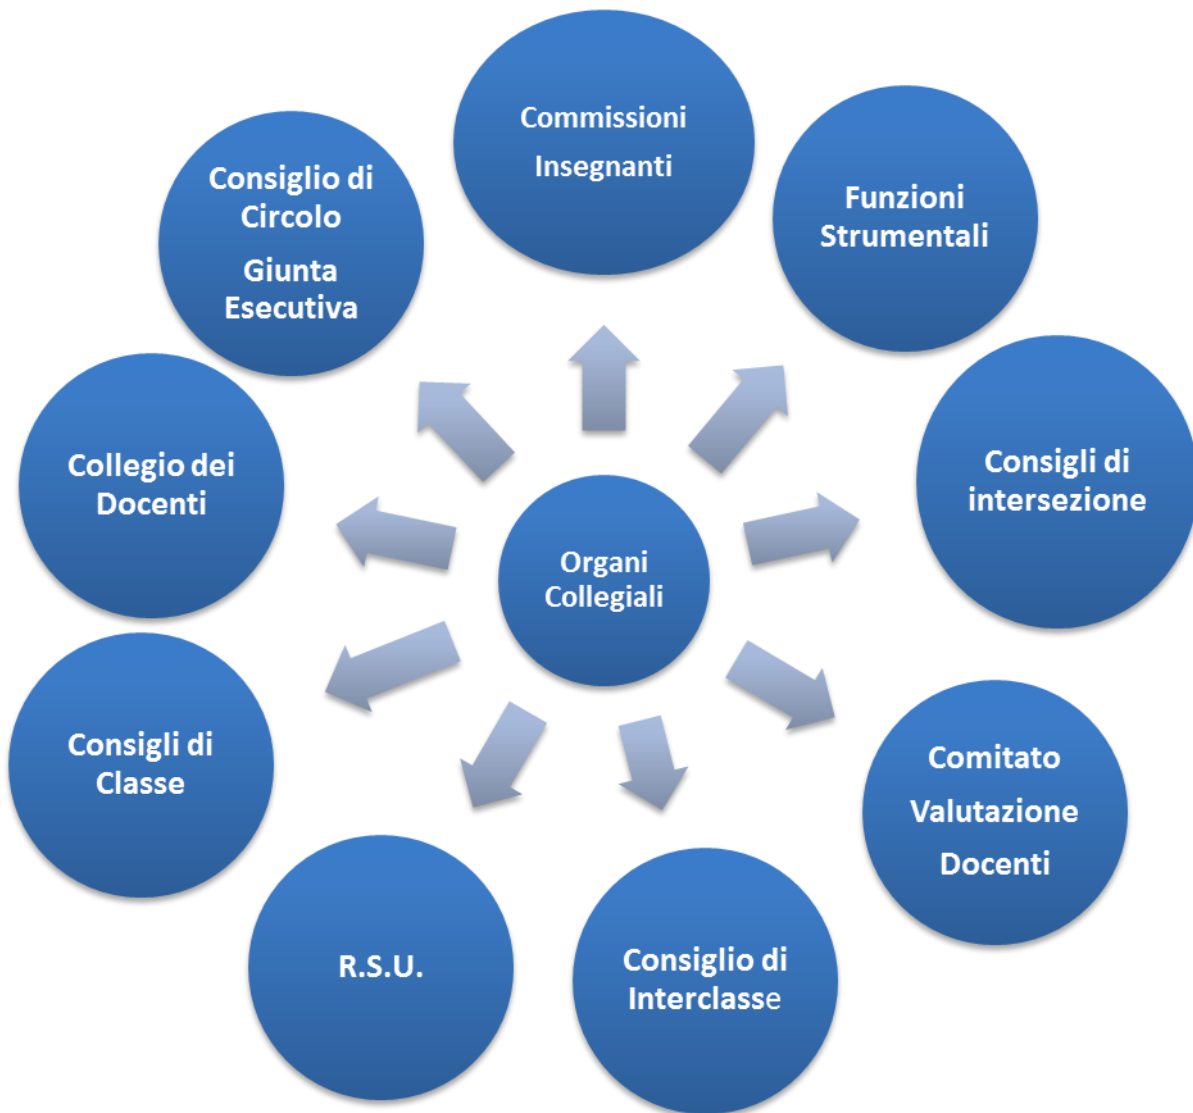 Commissioni
Insegnanti
Funzioni
Strumentali
Consigli di
intersezione
Comitato
Valutazione
Docenti
Consiglio di
Interclasse
R.S.U.
Consigli di
Classe
Collegio dei
Docenti
Consiglio di
Circolo
Giunta
Esecutiva
Organi
Collegiali